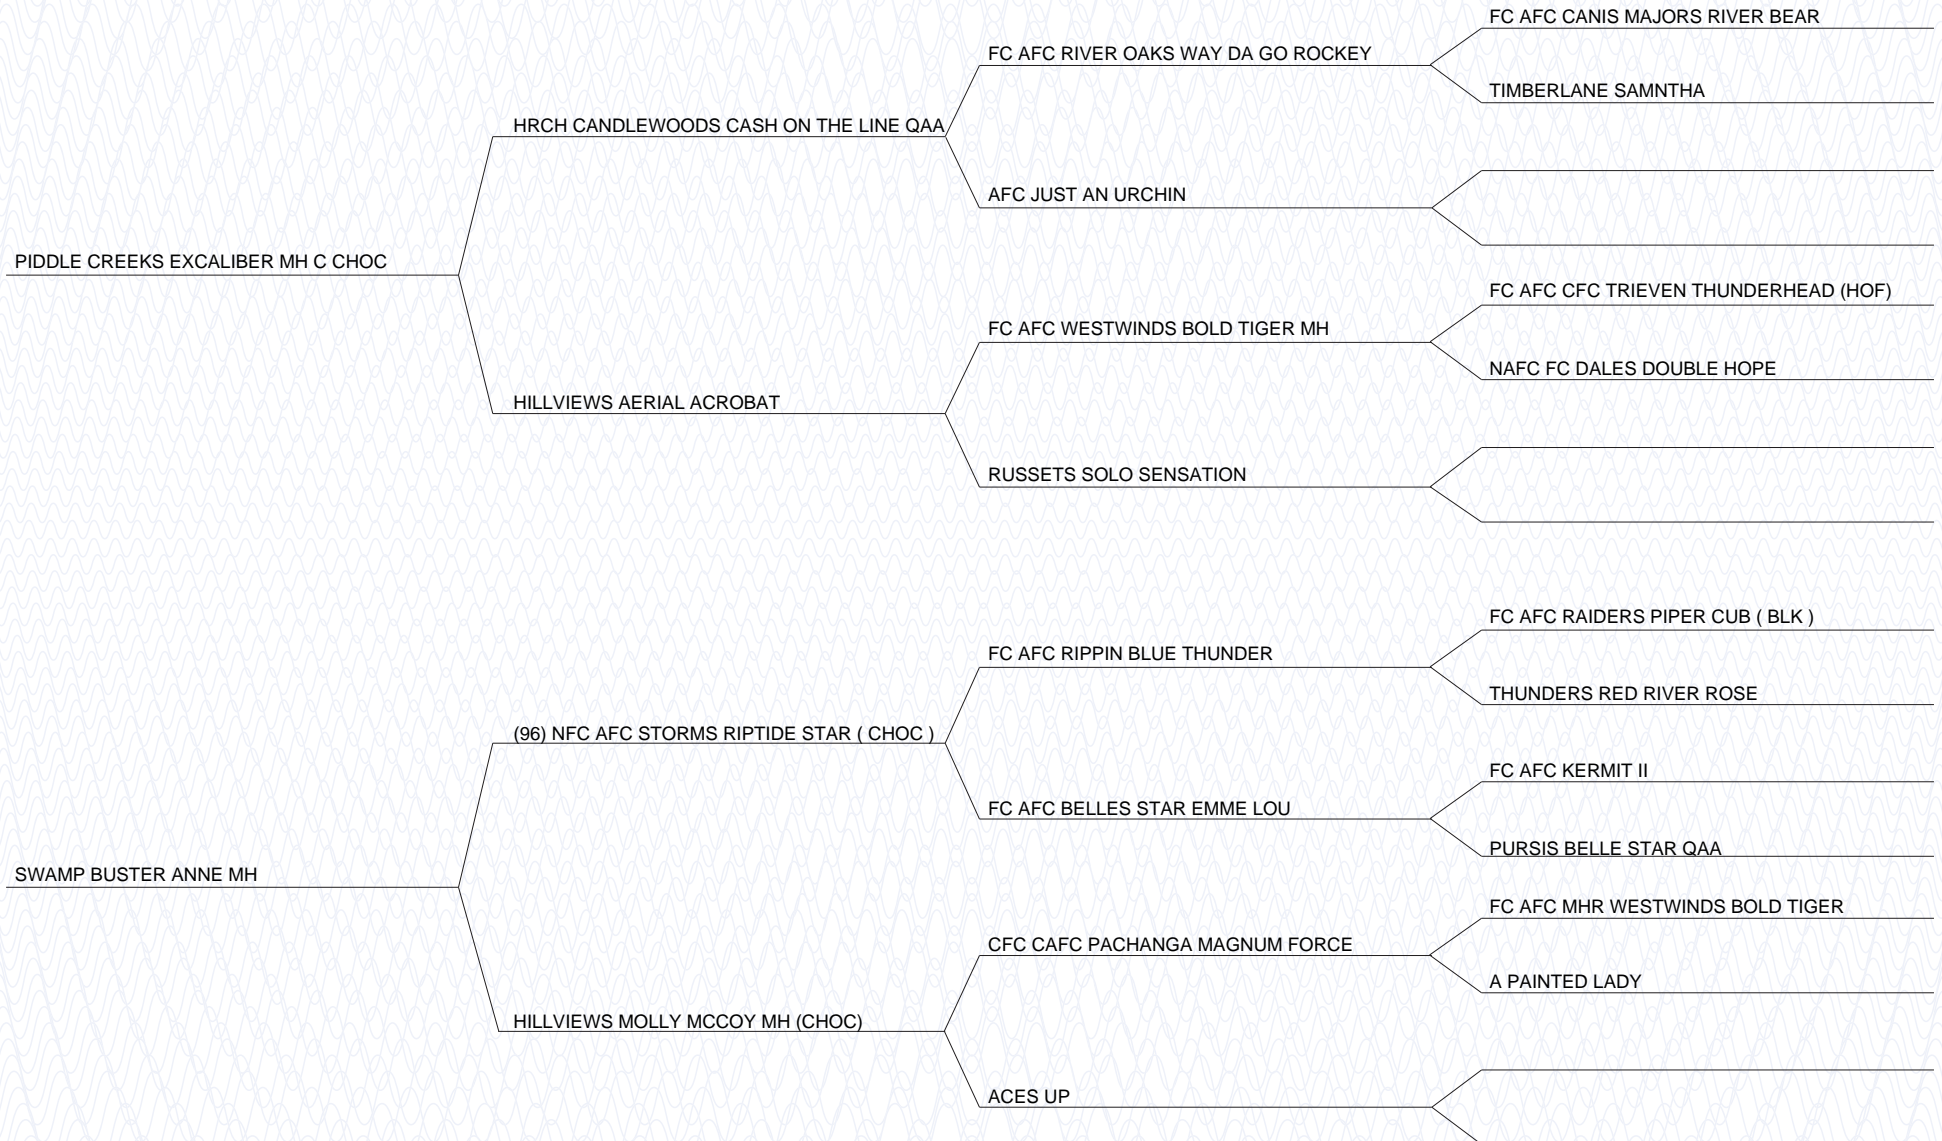 FC AFC CANIS MAJORS RIVER BEAR
FC AFC RIVER OAKS WAY DA GO ROCKEY
TIMBERLANE SAMNTHA
HRCH CANDLEWOODS CASH ON THE LINE QAA
AFC JUST AN URCHIN
PIDDLE CREEKS EXCALIBER MH C CHOC
FC AFC CFC TRIEVEN THUNDERHEAD (HOF)
FC AFC WESTWINDS BOLD TIGER MH
NAFC FC DALES DOUBLE HOPE
HILLVIEWS AERIAL ACROBAT
RUSSETS SOLO SENSATION
FC AFC RAIDERS PIPER CUB ( BLK )
FC AFC RIPPIN BLUE THUNDER
THUNDERS RED RIVER ROSE
(96) NFC AFC STORMS RIPTIDE STAR ( CHOC )
FC AFC KERMIT II
FC AFC BELLES STAR EMME LOU
PURSIS BELLE STAR QAA
SWAMP BUSTER ANNE MH
FC AFC MHR WESTWINDS BOLD TIGER
CFC CAFC PACHANGA MAGNUM FORCE
A PAINTED LADY
HILLVIEWS MOLLY MCCOY MH (CHOC)
ACES UP